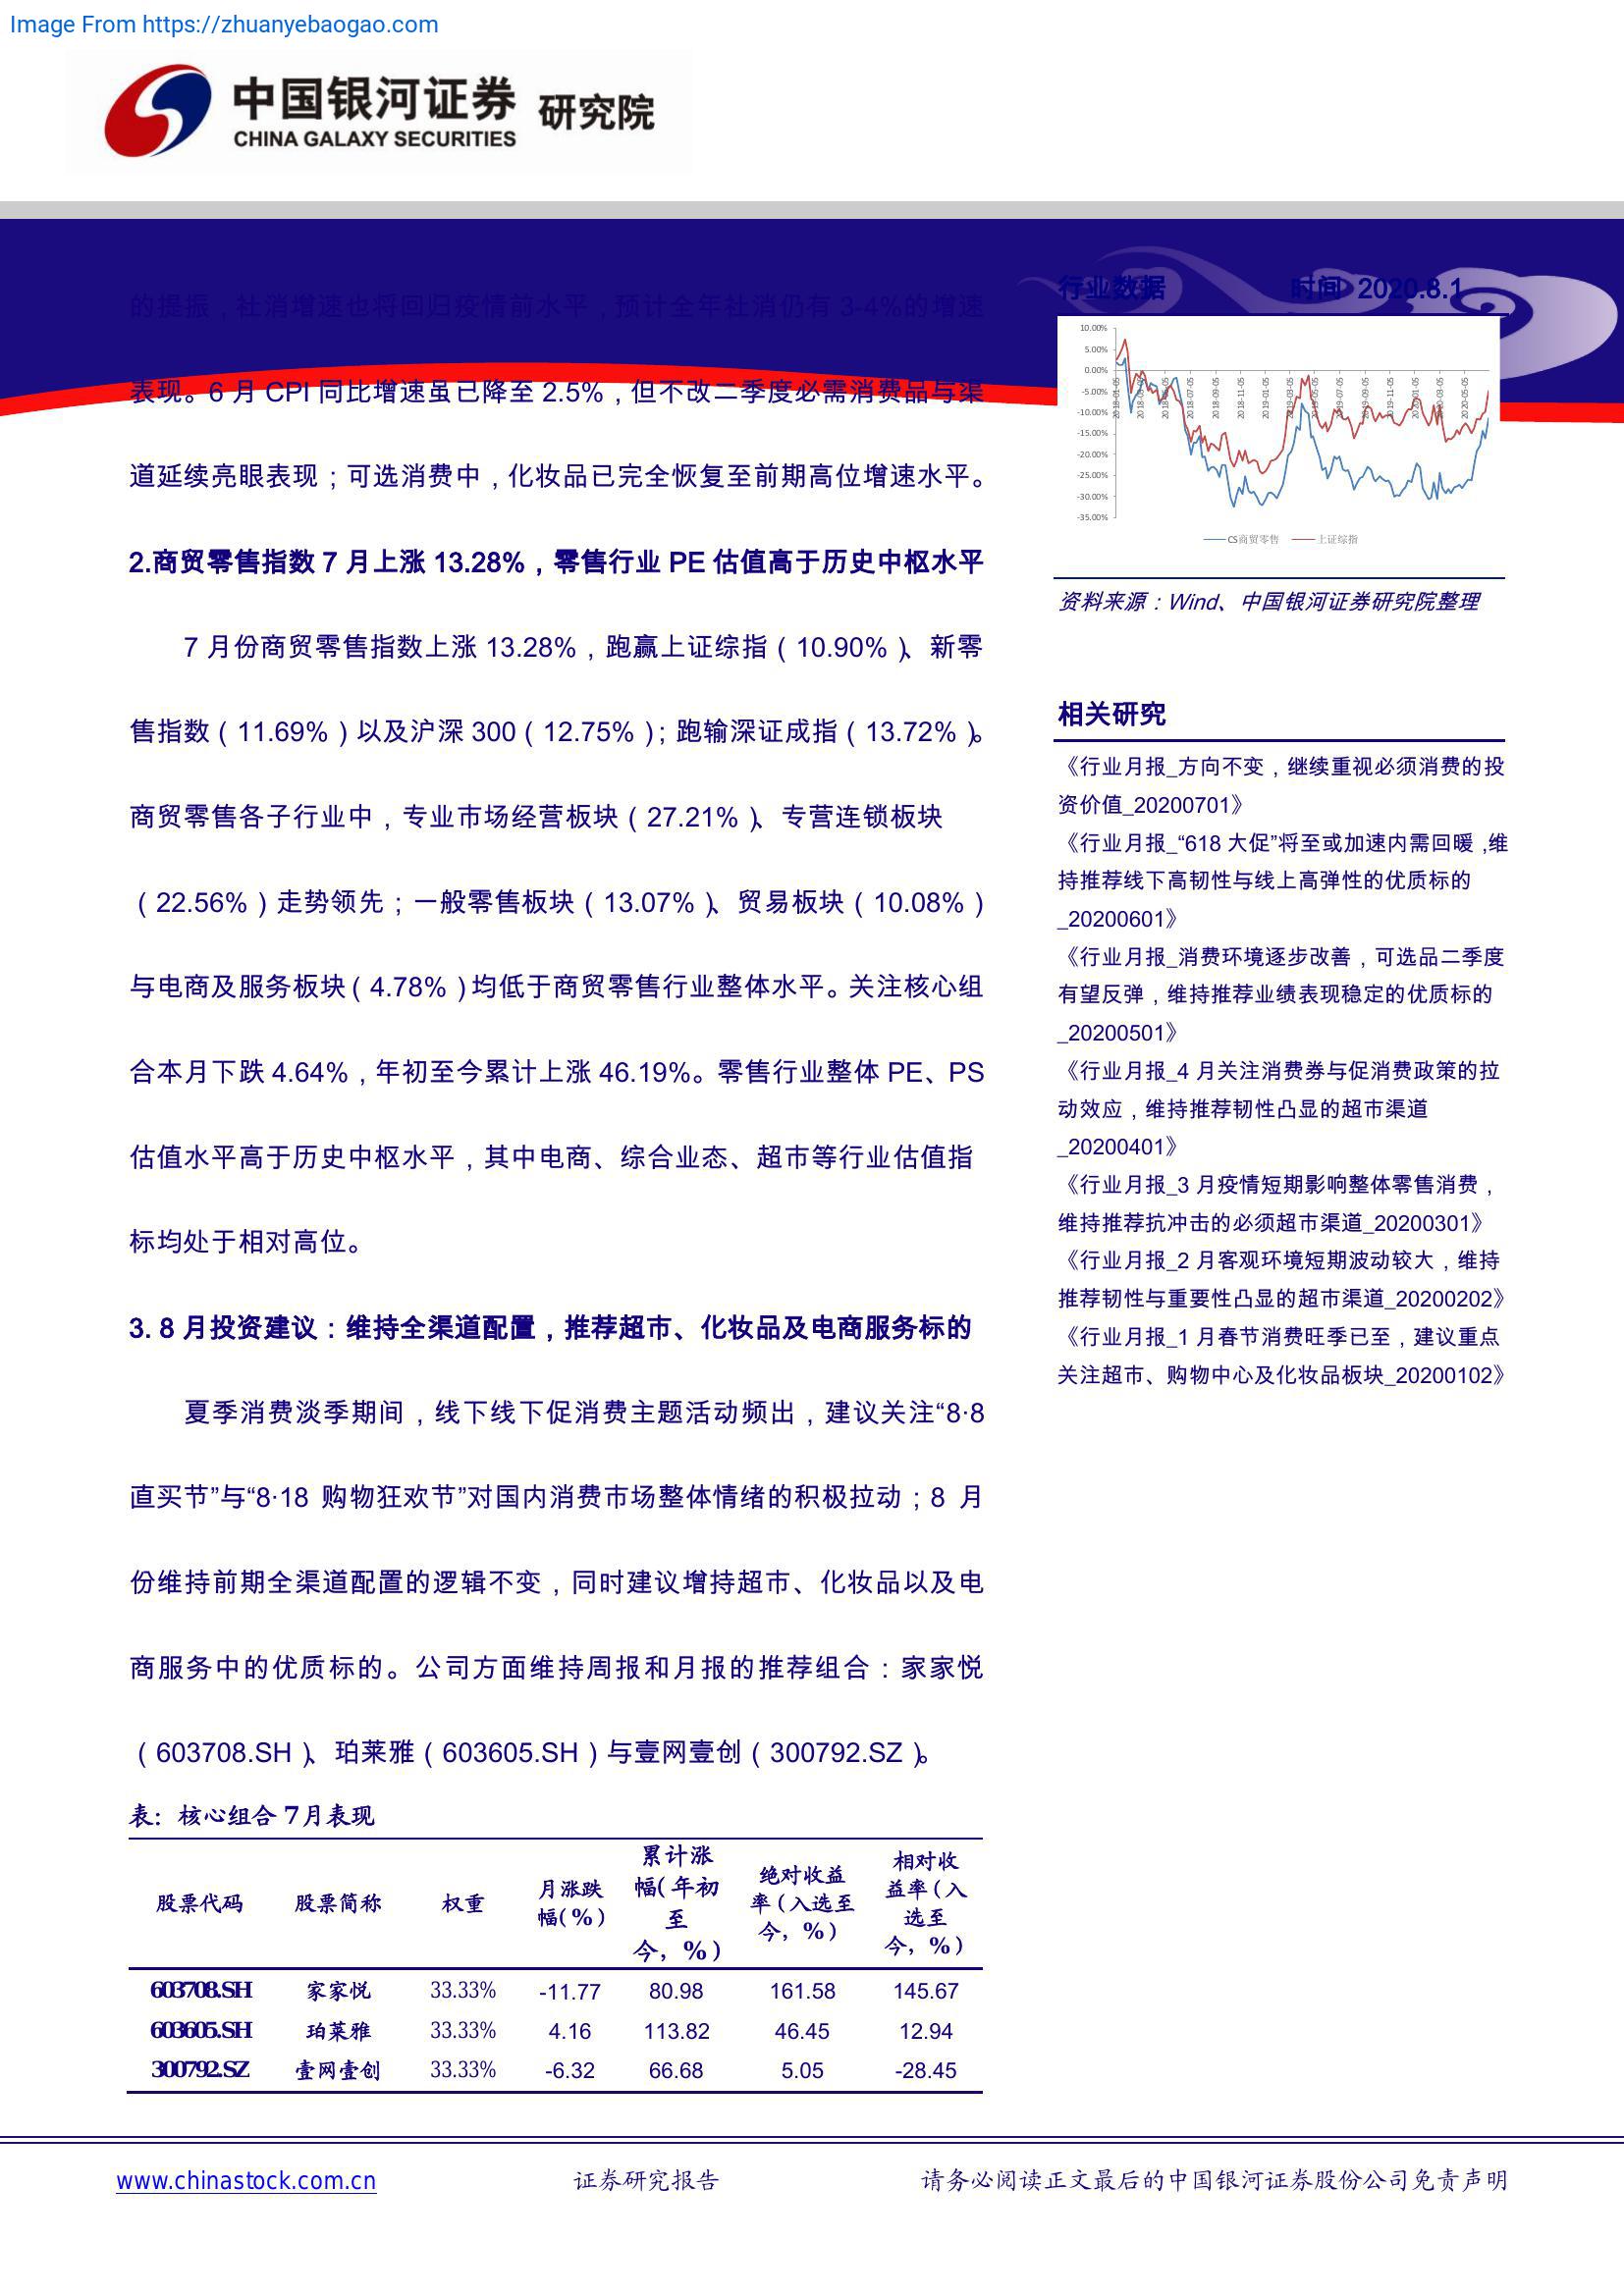 Image From https://zhuanyebaogao.com
中国银河证券 研究院
CHINA GALAXY SECURITIES
的提振，社消增速也将回归疫情前水平，预计全年社消仍有 3-4%的增速
表现。6 月 CPI 同比增速虽已降至 2.5%，但不改二季度必需消费品与渠
道延续亮眼表现；可选消费中，化妆品已完全恢复至前期高位增速水平。
2.商贸零售指数 7 月上涨 13.28%，零售行业 PE 估值高于历史中枢水平
7 月份商贸零售指数上涨 13.28%，跑赢上证综指（10.90%）、新零
售指数（11.69%）以及沪深 300（12.75%）；跑输深证成指（13.72%）。
商贸零售各子行业中，专业市场经营板块（27.21%）、专营连锁板块
（22.56%）走势领先；一般零售板块（13.07%）、贸易板块（10.08%）
与电商及服务板块（4.78%）均低于商贸零售行业整体水平。关注核心组
合本月下跌 4.64%，年初至今累计上涨 46.19%。零售行业整体 PE、PS
估值水平高于历史中枢水平，其中电商、综合业态、超市等行业估值指
标均处于相对高位。
3. 8 月投资建议：维持全渠道配置，推荐超市、化妆品及电商服务标的
夏季消费淡季期间，线下线下促消费主题活动频出，建议关注“8·8
直买节”与“8·18 购物狂欢节”对国内消费市场整体情绪的积极拉动；8 月
份维持前期全渠道配置的逻辑不变，同时建议增持超市、化妆品以及电
商服务中的优质标的。公司方面维持周报和月报的推荐组合：家家悦
（603708.SH）、珀莱雅（603605.SH）与壹网壹创（300792.SZ）。
表：核心组合 7月表现
股票代码 股票简称 权重 月涨跌幅(%) 累计涨幅(年初至今，%) 绝对收益率(入选至今，%) 相对收益率(入选至今，%)
603708.SH 家家悦 33.33% -11.77 80.98 161.58 145.67
603605.SH 珀莱雅 33.33% 4.16 113.82 46.45 12.94
300792.SZ 壹网壹创 33.33% -6.32 66.68 5.05 -28.45
行业数据 时间 2020.8.1
10.00%
5.00%
0.00%
-5.00%
-10.00%
-15.00%
-20.00%
-25.00%
-30.00%
-35.00%
2018-01-05 2018-03-05 2018-05-05 2018-07-05 2018-09-05 2018-11-05 2019-01-05 2019-03-05 2019-05-05 2019-07-05 2019-09-05 2019-11-05 2020-01-05 2020-03-05 2020-05-05
CS商贸零售 上证综指
资料来源：Wind、中国银河证券研究院整理
相关研究
《行业月报_方向不变，继续重视必须消费的投
资价值_20200701》
《行业月报_“618 大促”将至或加速内需回暖，维
持推荐线下高韧性与线上高弹性的优质标的
_20200601》
《行业月报_消费环境逐步改善，可选品二季度
有望反弹，维持推荐业绩表现稳定的优质标的
_20200501》
《行业月报_4 月关注消费券与促消费政策的拉
动效应，维持推荐韧性凸显的超市渠道
_20200401》
《行业月报_3 月疫情短期影响整体零售消费，
维持推荐抗冲击的必须超市渠道_20200301》
《行业月报_2 月客观环境短期波动较大，维持
推荐韧性与重要性凸显的超市渠道_20200202》
《行业月报_1 月春节消费旺季已至，建议重点
关注超市、购物中心及化妆品板块_20200102》
www.chinastock.com.cn 证券研究报告 请务必阅读正文最后的中国银河证券股份公司免责声明